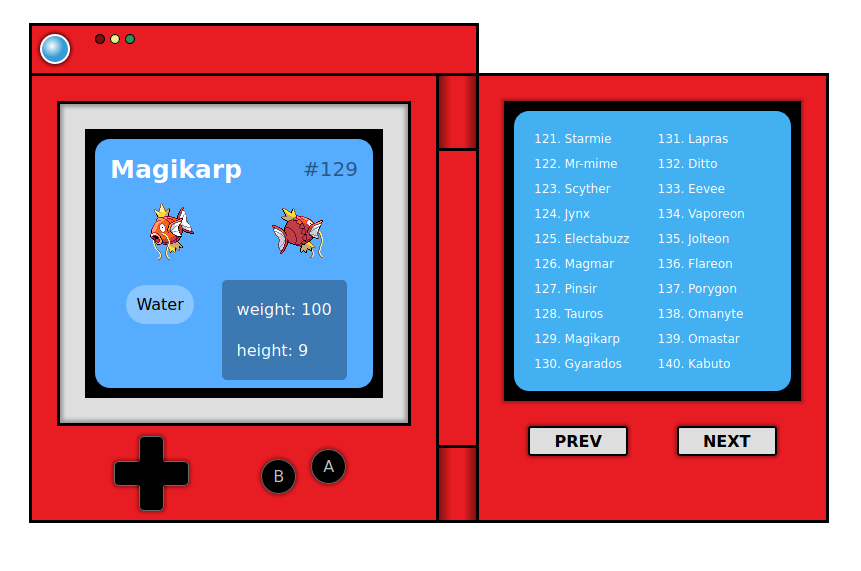 Magikarp #129
Water
weight: 100
height: 9
B A
121. Starmie
122. Mr-mime
123. Scyther
124. Jynx
125. Electabuzz
126. Magmar
127. Pinsir
128. Tauros
129. Magikarp
130. Gyarados
131. Lapras
132. Ditto
133. Eevee
134. Vaporeon
135. Jolteon
136. Flareon
137. Porygon
138. Omanyte
139. Omastar
140. Kabuto
PREV NEXT